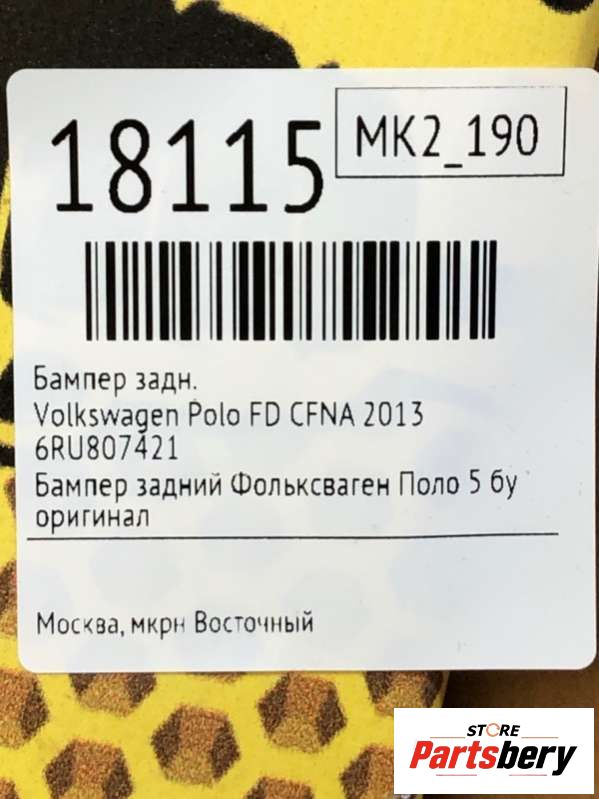 18115
MK2_190
Бампер задн.
Volkswagen Polo FD CFNA 2013
6RU807421
Бампер задний Фольксваген Поло 5 бу
оригинал
Москва, мкрн Восточный
STORE
Partsbery